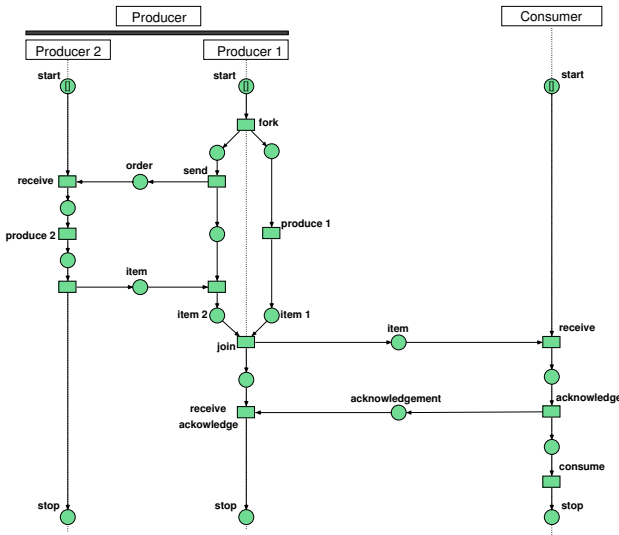 Producer
Consumer
Producer 2
Producer 1
start
start
start
fork
order
send
receive
produce 1
produce 2
item
item 2
item 1
item
receive
join
acknowledgement
acknowledge
receive
ackowledge
consume
stop
stop
stop